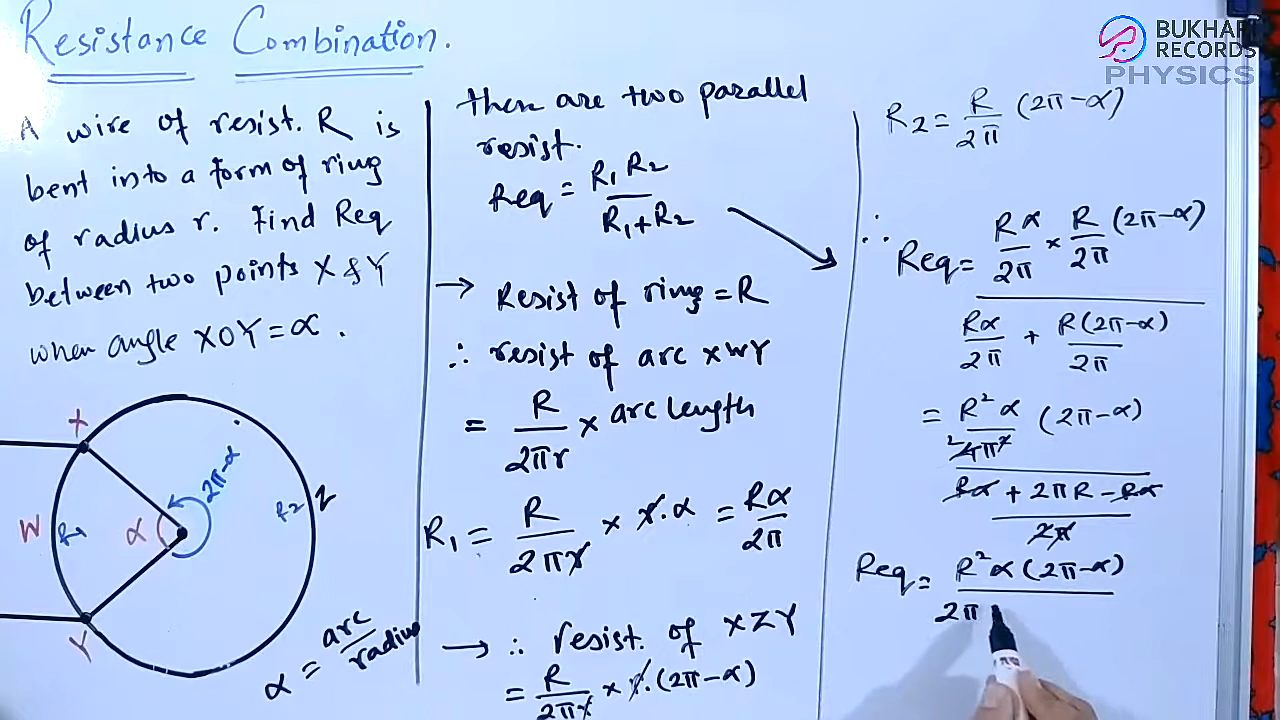 Resistance Combination.
BUKHARI
RECORDS
PHYSICS
A wire of resist. R is
bent into a form of ring
of radius r. Find Req
between two points X & Y
when angle XOY = α.
X
W
R1
α
2π-α
R2
Z
Y
α = arc/radius
there are two parallel
resist.
Req = R1 R2 / R1+R2
→ Resist of ring = R
∴ resist of arc XWY
= R/2πr × arc length
R1 = R/2πr × r.α = Rα/2π
→ ∴ resist. of XZY
= R/2πr × r.(2π-α)
R2 = R/2π (2π-α)
∴ Req = Rα/2π × R/2π (2π-α)
Rα/2π + R(2π-α)/2π
= R²α/4π² (2π-α)
2
Rα + 2πR - Rα
2π
Req = R²α(2π-α)
2π